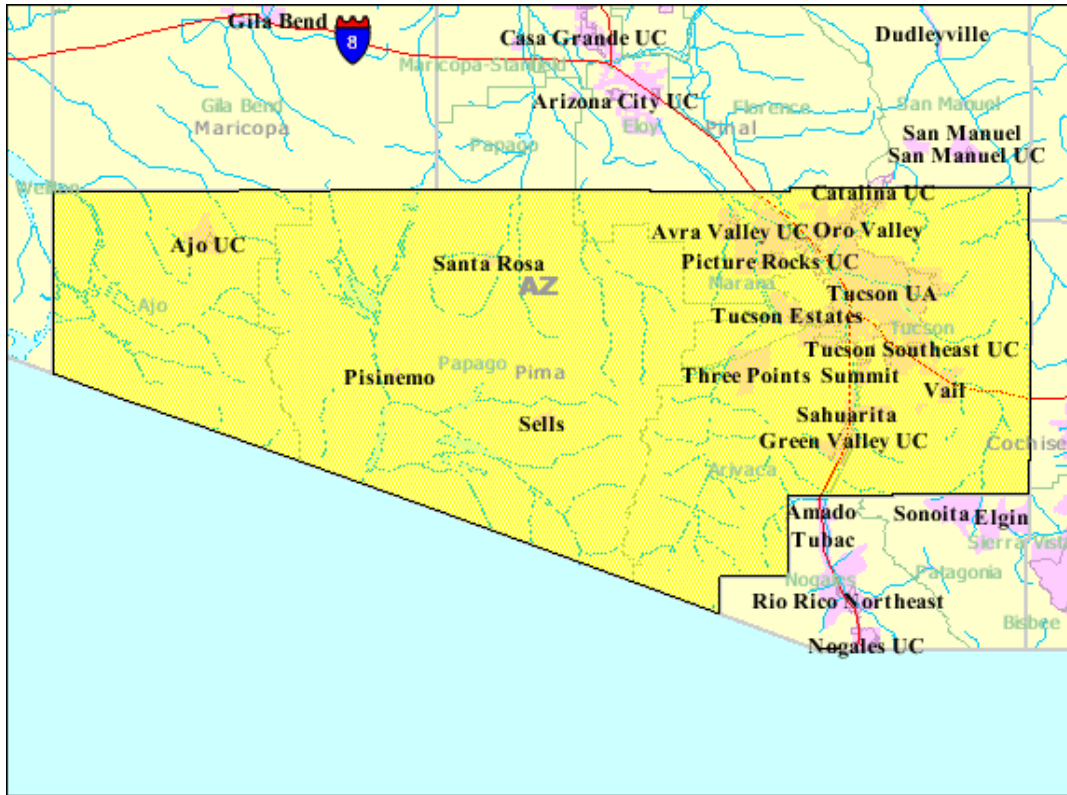 Gila Bend
8
Casa Grande UC
Dudleyville
Maricopa-Stanfield
Gila Bend
Arizona City UC
Florence
San Manuel
Maricopa
Eloy
Pinal
Papago
San Manuel
San Manuel UC
Wellton
Catalina UC
Ajo UC
Avra Valley UC
Oro Valley
Santa Rosa
Picture Rocks UC
AZ
Marana
Tucson UA
Ajo
Tucson Estates
Tucson
Tucson Southeast UC
Papago
Pima
Pisinemo
Three Points
Summit
Vail
Sells
Sahuarita
Green Valley UC
Cochise
Arivaca
Amado
Sonoita
Elgin
Tubac
Sierra Vista
Nogales
Patagonia
Rio Rico Northeast
Bisbee
Nogales UC